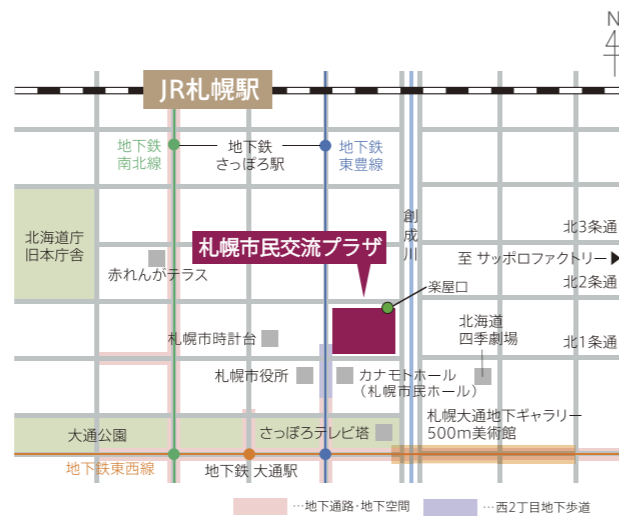 N
JR札幌駅
地下鉄
南北線
地下鉄
さっぽろ駅
地下鉄
東豊線
北海道庁
旧本庁舎
赤れんがテラス
札幌市民交流プラザ
創成川
北3条通
至 サッポロファクトリー▶
北2条通
楽屋口
北海道
四季劇場
北1条通
札幌市時計台
札幌市役所
カナモトホール
(札幌市民ホール)
大通公園
さっぽろテレビ塔
札幌大通地下ギャラリー
500m美術館
地下鉄東西線
地下鉄 大通駅
…地下通路・地下空間
…西2丁目地下歩道